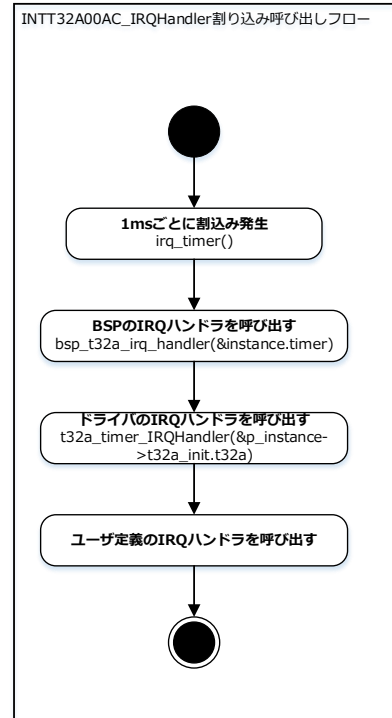 INTT32A00AC_IRQHandler割り込み呼び出しフロー
1msごとに割込み発生
irq_timer()
BSPのIRQハンドラを呼び出す
bsp_t32a_irq_handler(&instance.timer)
ドライバのIRQハンドラを呼び出す
t32a_timer_IRQHandler(&p_instance-
>t32a_init.t32a)
ユーザ定義のIRQハンドラを呼び出す